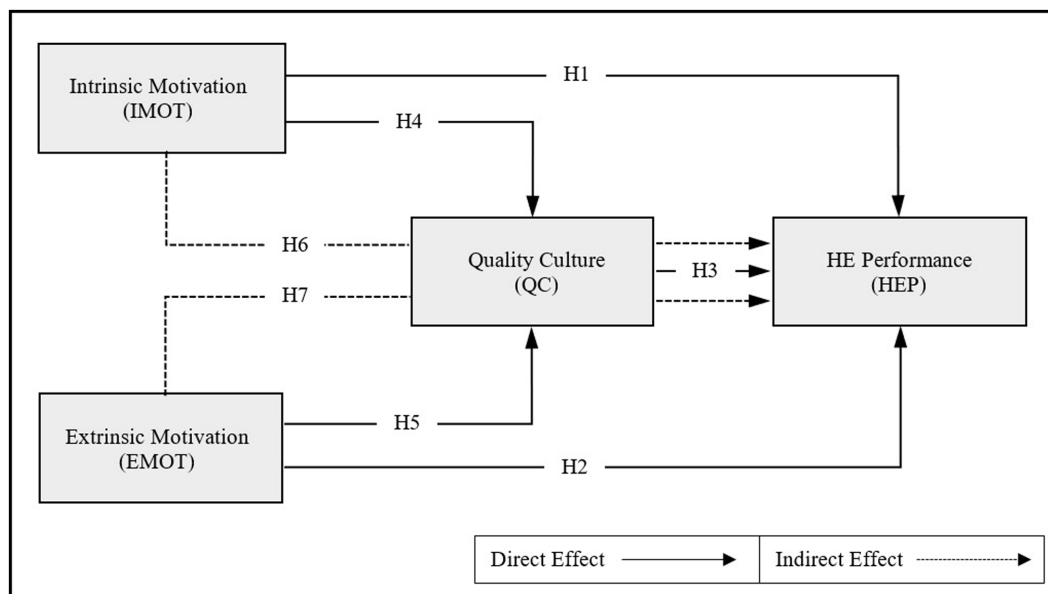 Intrinsic Motivation
(IMOT)
H1
H4
H6
Quality Culture
(QC)
H3
HE Performance
(HEP)
H7
Extrinsic Motivation
(EMOT)
H5
H2
Direct Effect
Indirect Effect